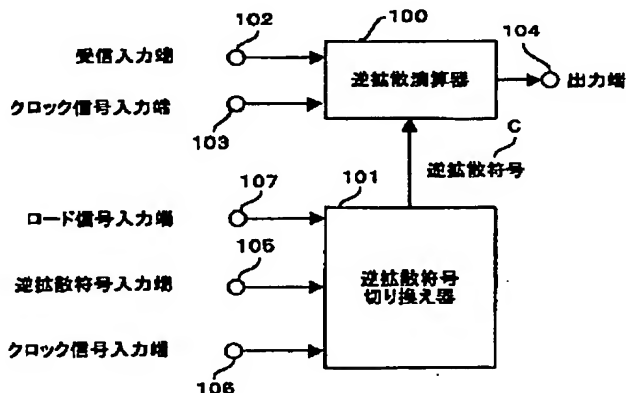 100
102
104
受信入力端
逆拡散演算器
出力端
クロック信号入力端
103
C
逆拡散符号
107
101
ロード信号入力端
105
逆拡散符号入力端
逆拡散符号
切り換え器
クロック信号入力端
106